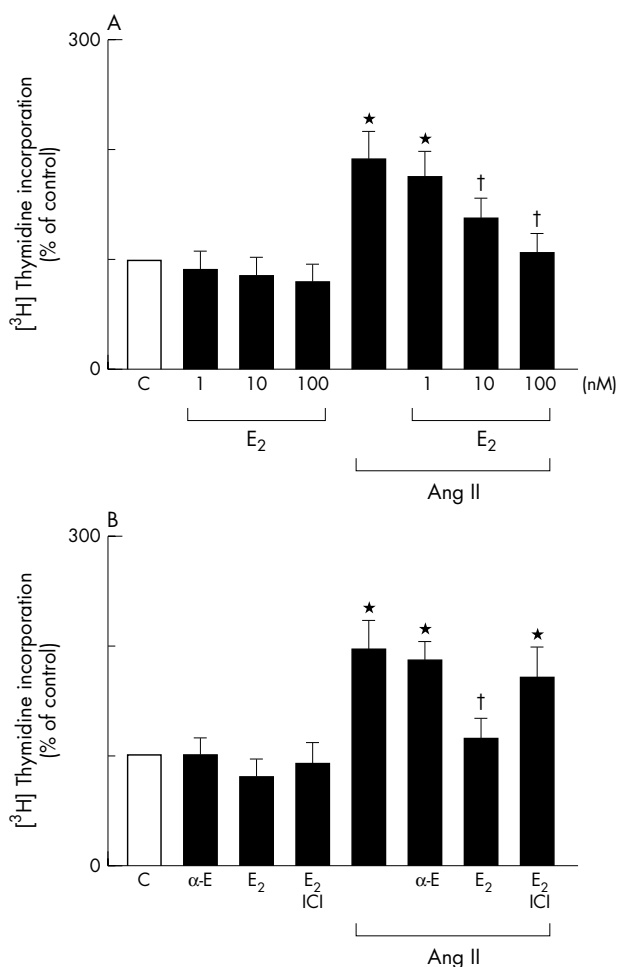 A
300
[³H] Thymidine incorporation
(% of control)
★ ★ † †
0
C 1 10 100 1 10 100 (nM)
E₂ E₂
Ang II
B
300
[³H] Thymidine incorporation
(% of control)
★ ★ † ★
0
C α-E E₂ E₂ α-E E₂ E₂
ICI ICI
Ang II